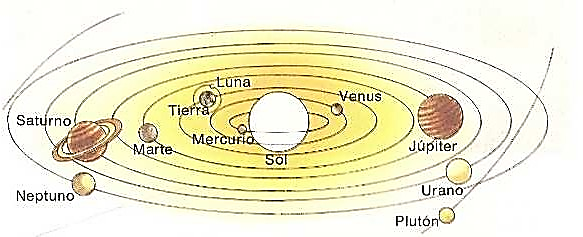 Luna
Tierra
Venus
Saturno
Mercurio
Marte
Sol
Júpiter
Neptuno
Urano
Plutón